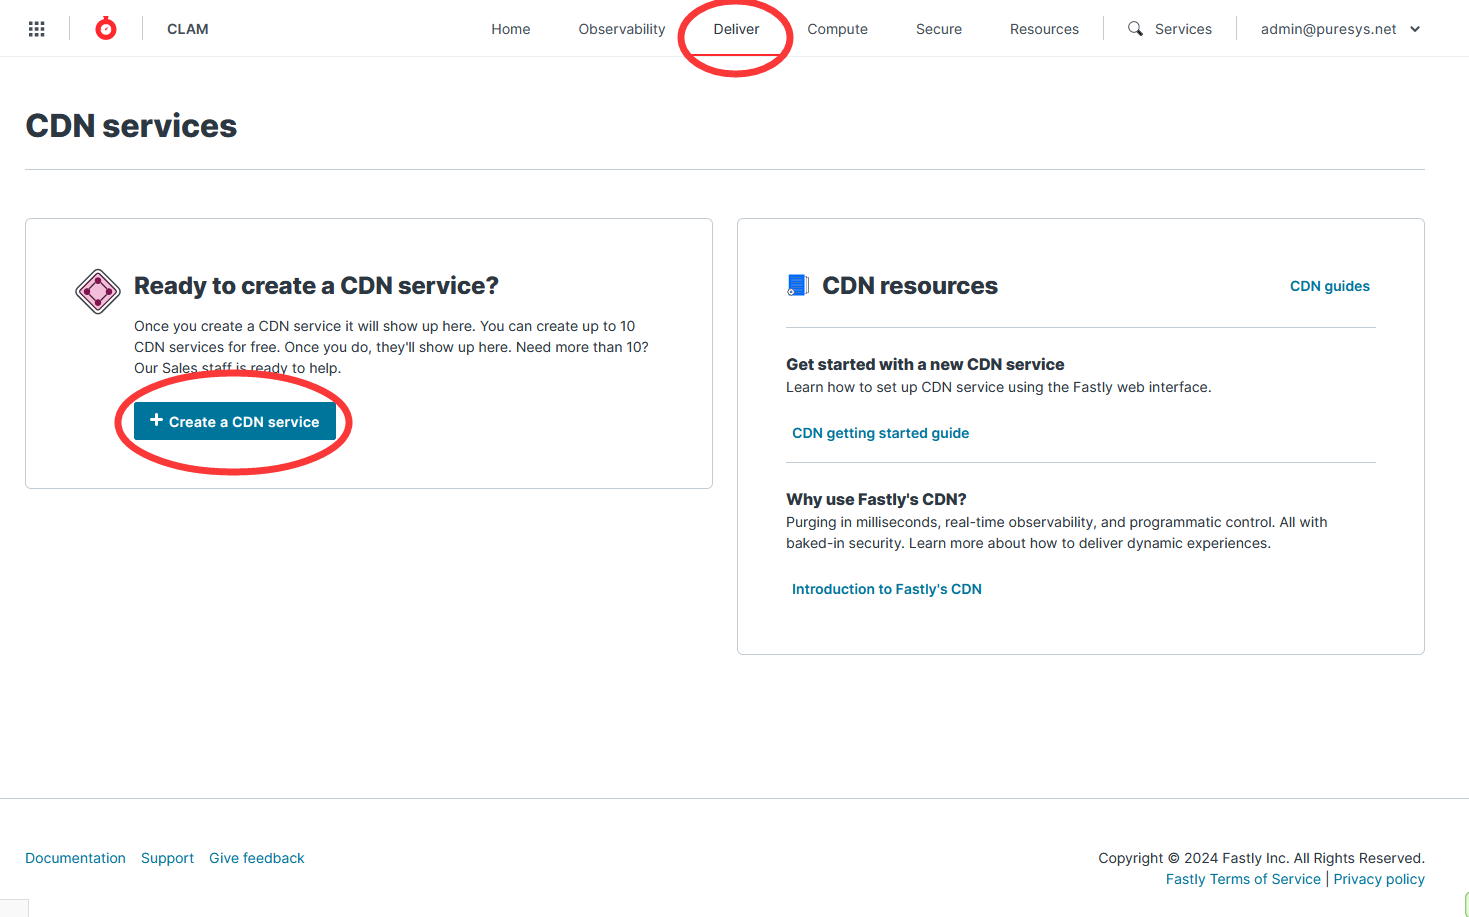 CLAM
Home
Observability
Deliver
Compute
Secure
Resources
Services
admin@puresys.net
CDN services
Ready to create a CDN service?
Once you create a CDN service it will show up here. You can create up to 10
CDN services for free. Once you do, they'll show up here. Need more than 10?
Our Sales staff is ready to help.
+ Create a CDN service
CDN resources
CDN guides
Get started with a new CDN service
Learn how to set up CDN service using the Fastly web interface.
CDN getting started guide
Why use Fastly's CDN?
Purging in milliseconds, real-time observability, and programmatic control. All with
baked-in security. Learn more about how to deliver dynamic experiences.
Introduction to Fastly's CDN
Documentation
Support
Give feedback
Copyright © 2024 Fastly Inc. All Rights Reserved.
Fastly Terms of Service | Privacy policy